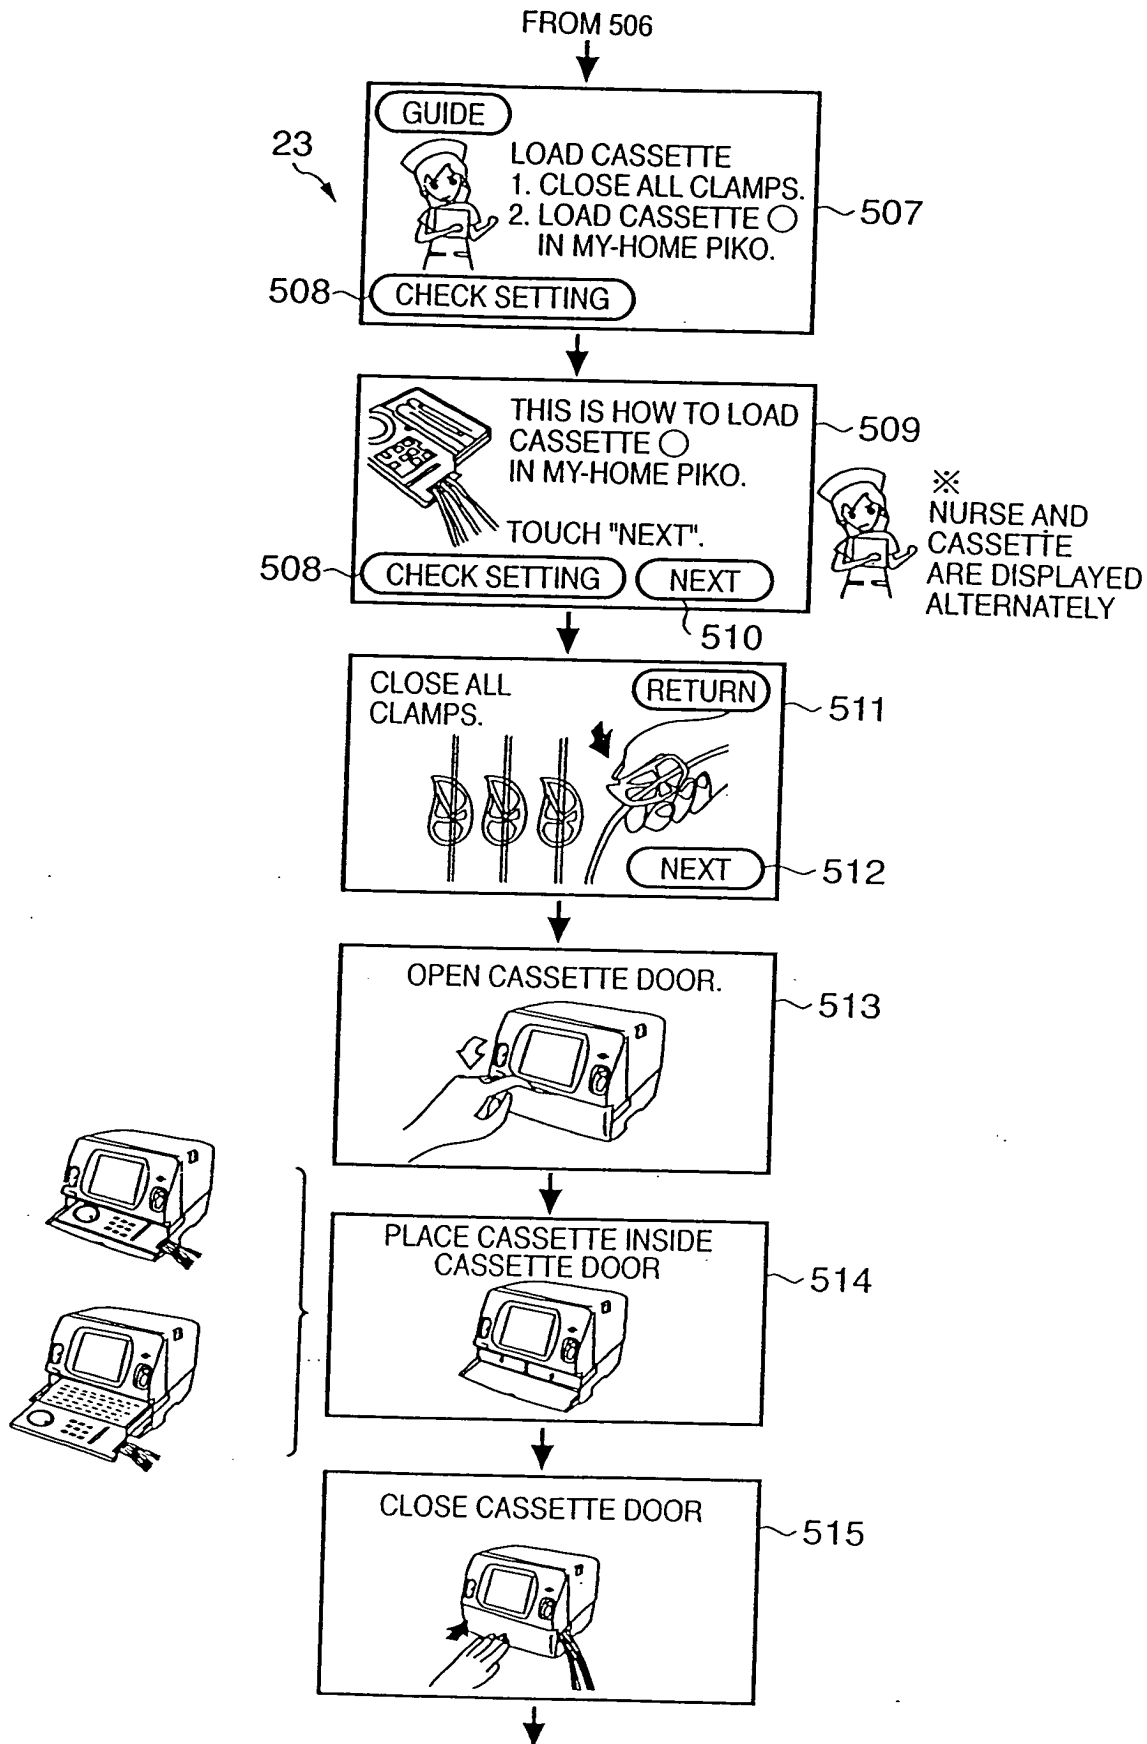 FROM 506
23
GUIDE
LOAD CASSETTE
1. CLOSE ALL CLAMPS.
2. LOAD CASSETTE ○
IN MY-HOME PIKO.
507
508
CHECK SETTING
THIS IS HOW TO LOAD
CASSETTE ○
IN MY-HOME PIKO.
TOUCH "NEXT".
509
508
CHECK SETTING
NEXT
510
※
NURSE AND
CASSETTE
ARE DISPLAYED
ALTERNATELY
CLOSE ALL
CLAMPS.
RETURN
511
NEXT
512
OPEN CASSETTE DOOR.
513
PLACE CASSETTE INSIDE
CASSETTE DOOR
514
CLOSE CASSETTE DOOR
515